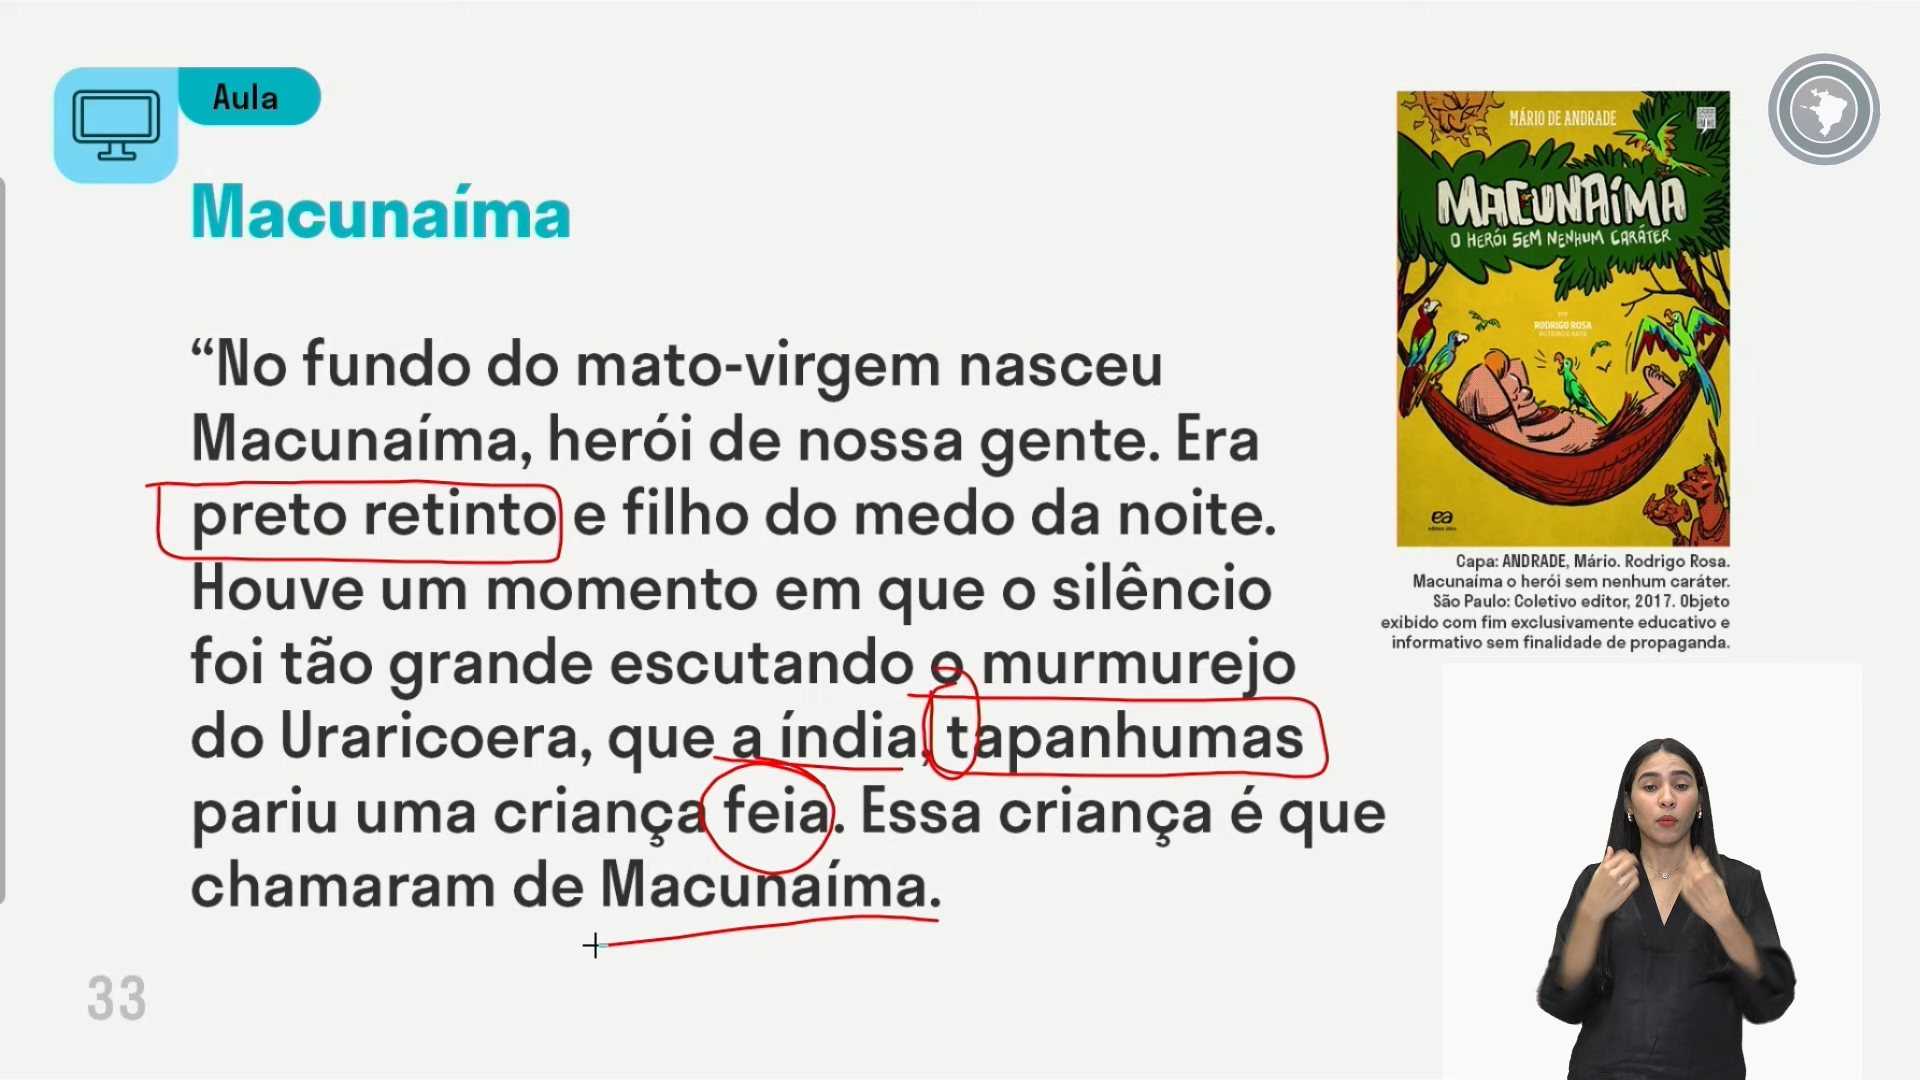 Aula
Macunaíma
“No fundo do mato-virgem nasceu
Macunaíma, herói de nossa gente. Era
preto retinto e filho do medo da noite.
Houve um momento em que o silêncio
foi tão grande escutando o murmurejo
do Uraricoera, que a índia, tapanhumas
pariu uma criança feia. Essa criança é que
chamaram de Macunaíma.
33
MÁRIO DE ANDRADE
MACUNAÍMA
O HERÓI SEM NENHUM CARÁTER
por
RODRIGO ROSA
ea
Capa: ANDRADE, Mário. Rodrigo Rosa.
Macunaíma o herói sem nenhum caráter.
São Paulo: Coletivo editor, 2017. Objeto
exibido com fim exclusivamente educativo e
informativo sem finalidade de propaganda.